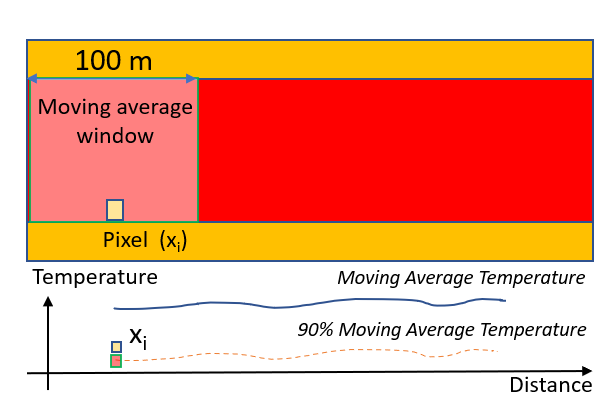 100 m
Moving average
window
Pixel (xi)
Temperature
Moving Average Temperature
xi
90% Moving Average Temperature
Distance